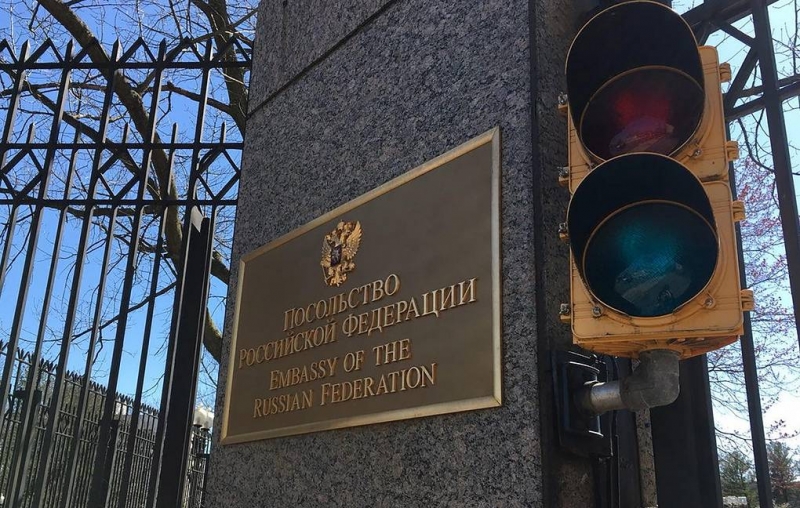 ПОСОЛЬСТВО
РОССИЙСКОЙ ФЕДЕРАЦИИ
EMBASSY OF THE
RUSSIAN FEDERATION